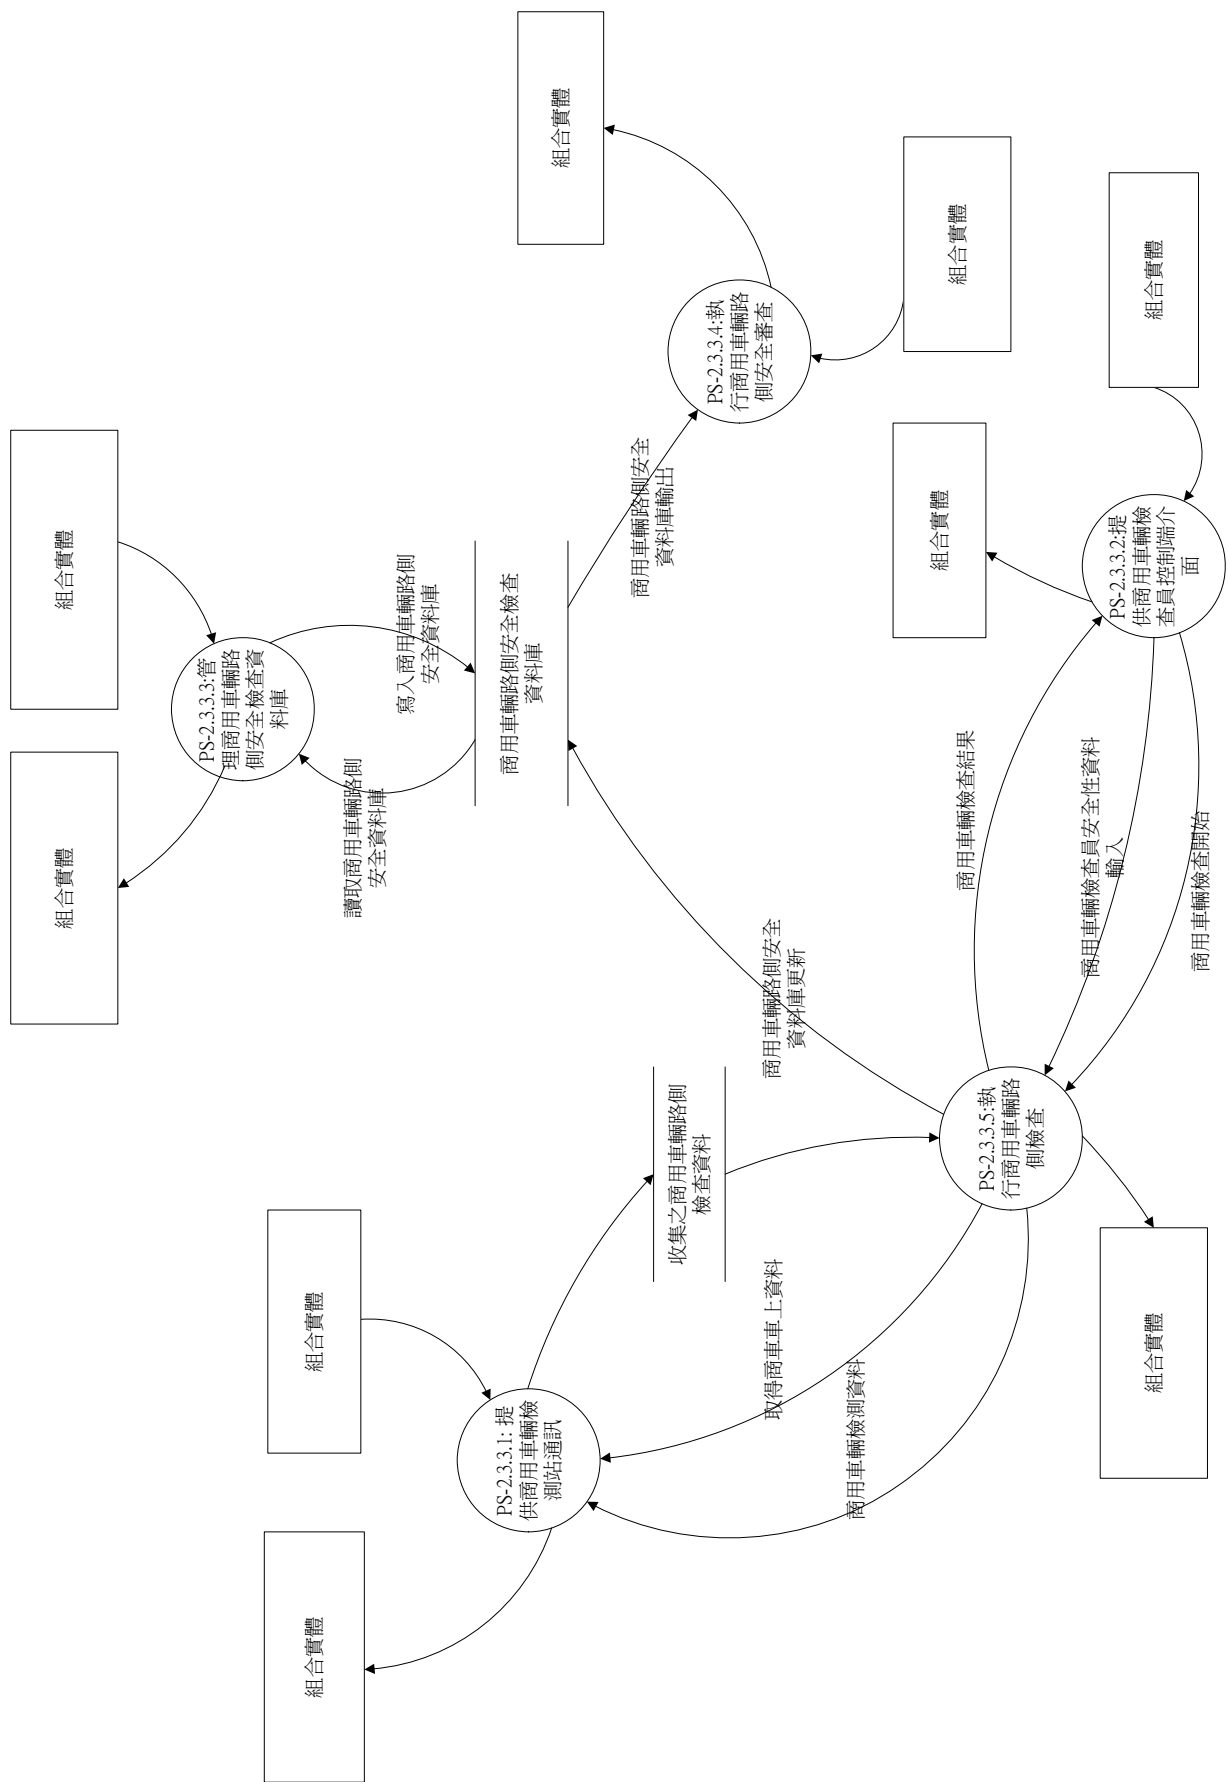 組合實體
組合實體
PS-2.3.3.1: 提
供商用車輛檢
測站通訊
收集之商用車輛路側
檢查資料
取得商車車上資料
商用車輛檢測資料
組合實體
組合實體
PS-2.3.3.3:管
理商用車輛路
側安全檢查資
料庫
讀取商用車輛路側
安全資料庫
寫入商用車輛路側
安全資料庫
商用車輛路側安全檢查
資料庫
商用車輛路側安全
資料庫更新
商用車輛路側安全
資料庫輸出
組合實體
PS-2.3.3.4:執
行商用車輛路
側安全審查
組合實體
PS-2.3.3.5:執
行商用車輛路
側檢查
組合實體
商用車輛檢查結果
商用車輛檢查員安全性資料
輸入
商用車輛檢查開始
組合實體
PS-2.3.3.2:提
供商用車輛檢
查員控制端介
面
組合實體